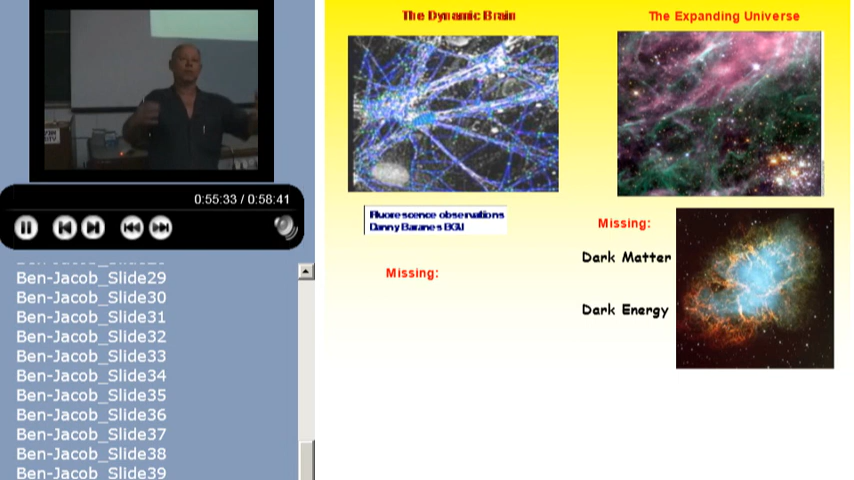 The Dynamic Brain
The Expanding Universe
Fluorescence observations
Danny Baranes BGU
Missing:
Missing:
Dark Matter
Dark Energy
0:55:33 / 0:58:41
Ben-Jacob_Slide29
Ben-Jacob_Slide30
Ben-Jacob_Slide31
Ben-Jacob_Slide32
Ben-Jacob_Slide33
Ben-Jacob_Slide34
Ben-Jacob_Slide35
Ben-Jacob_Slide36
Ben-Jacob_Slide37
Ben-Jacob_Slide38
Ben-Jacob_Slide39